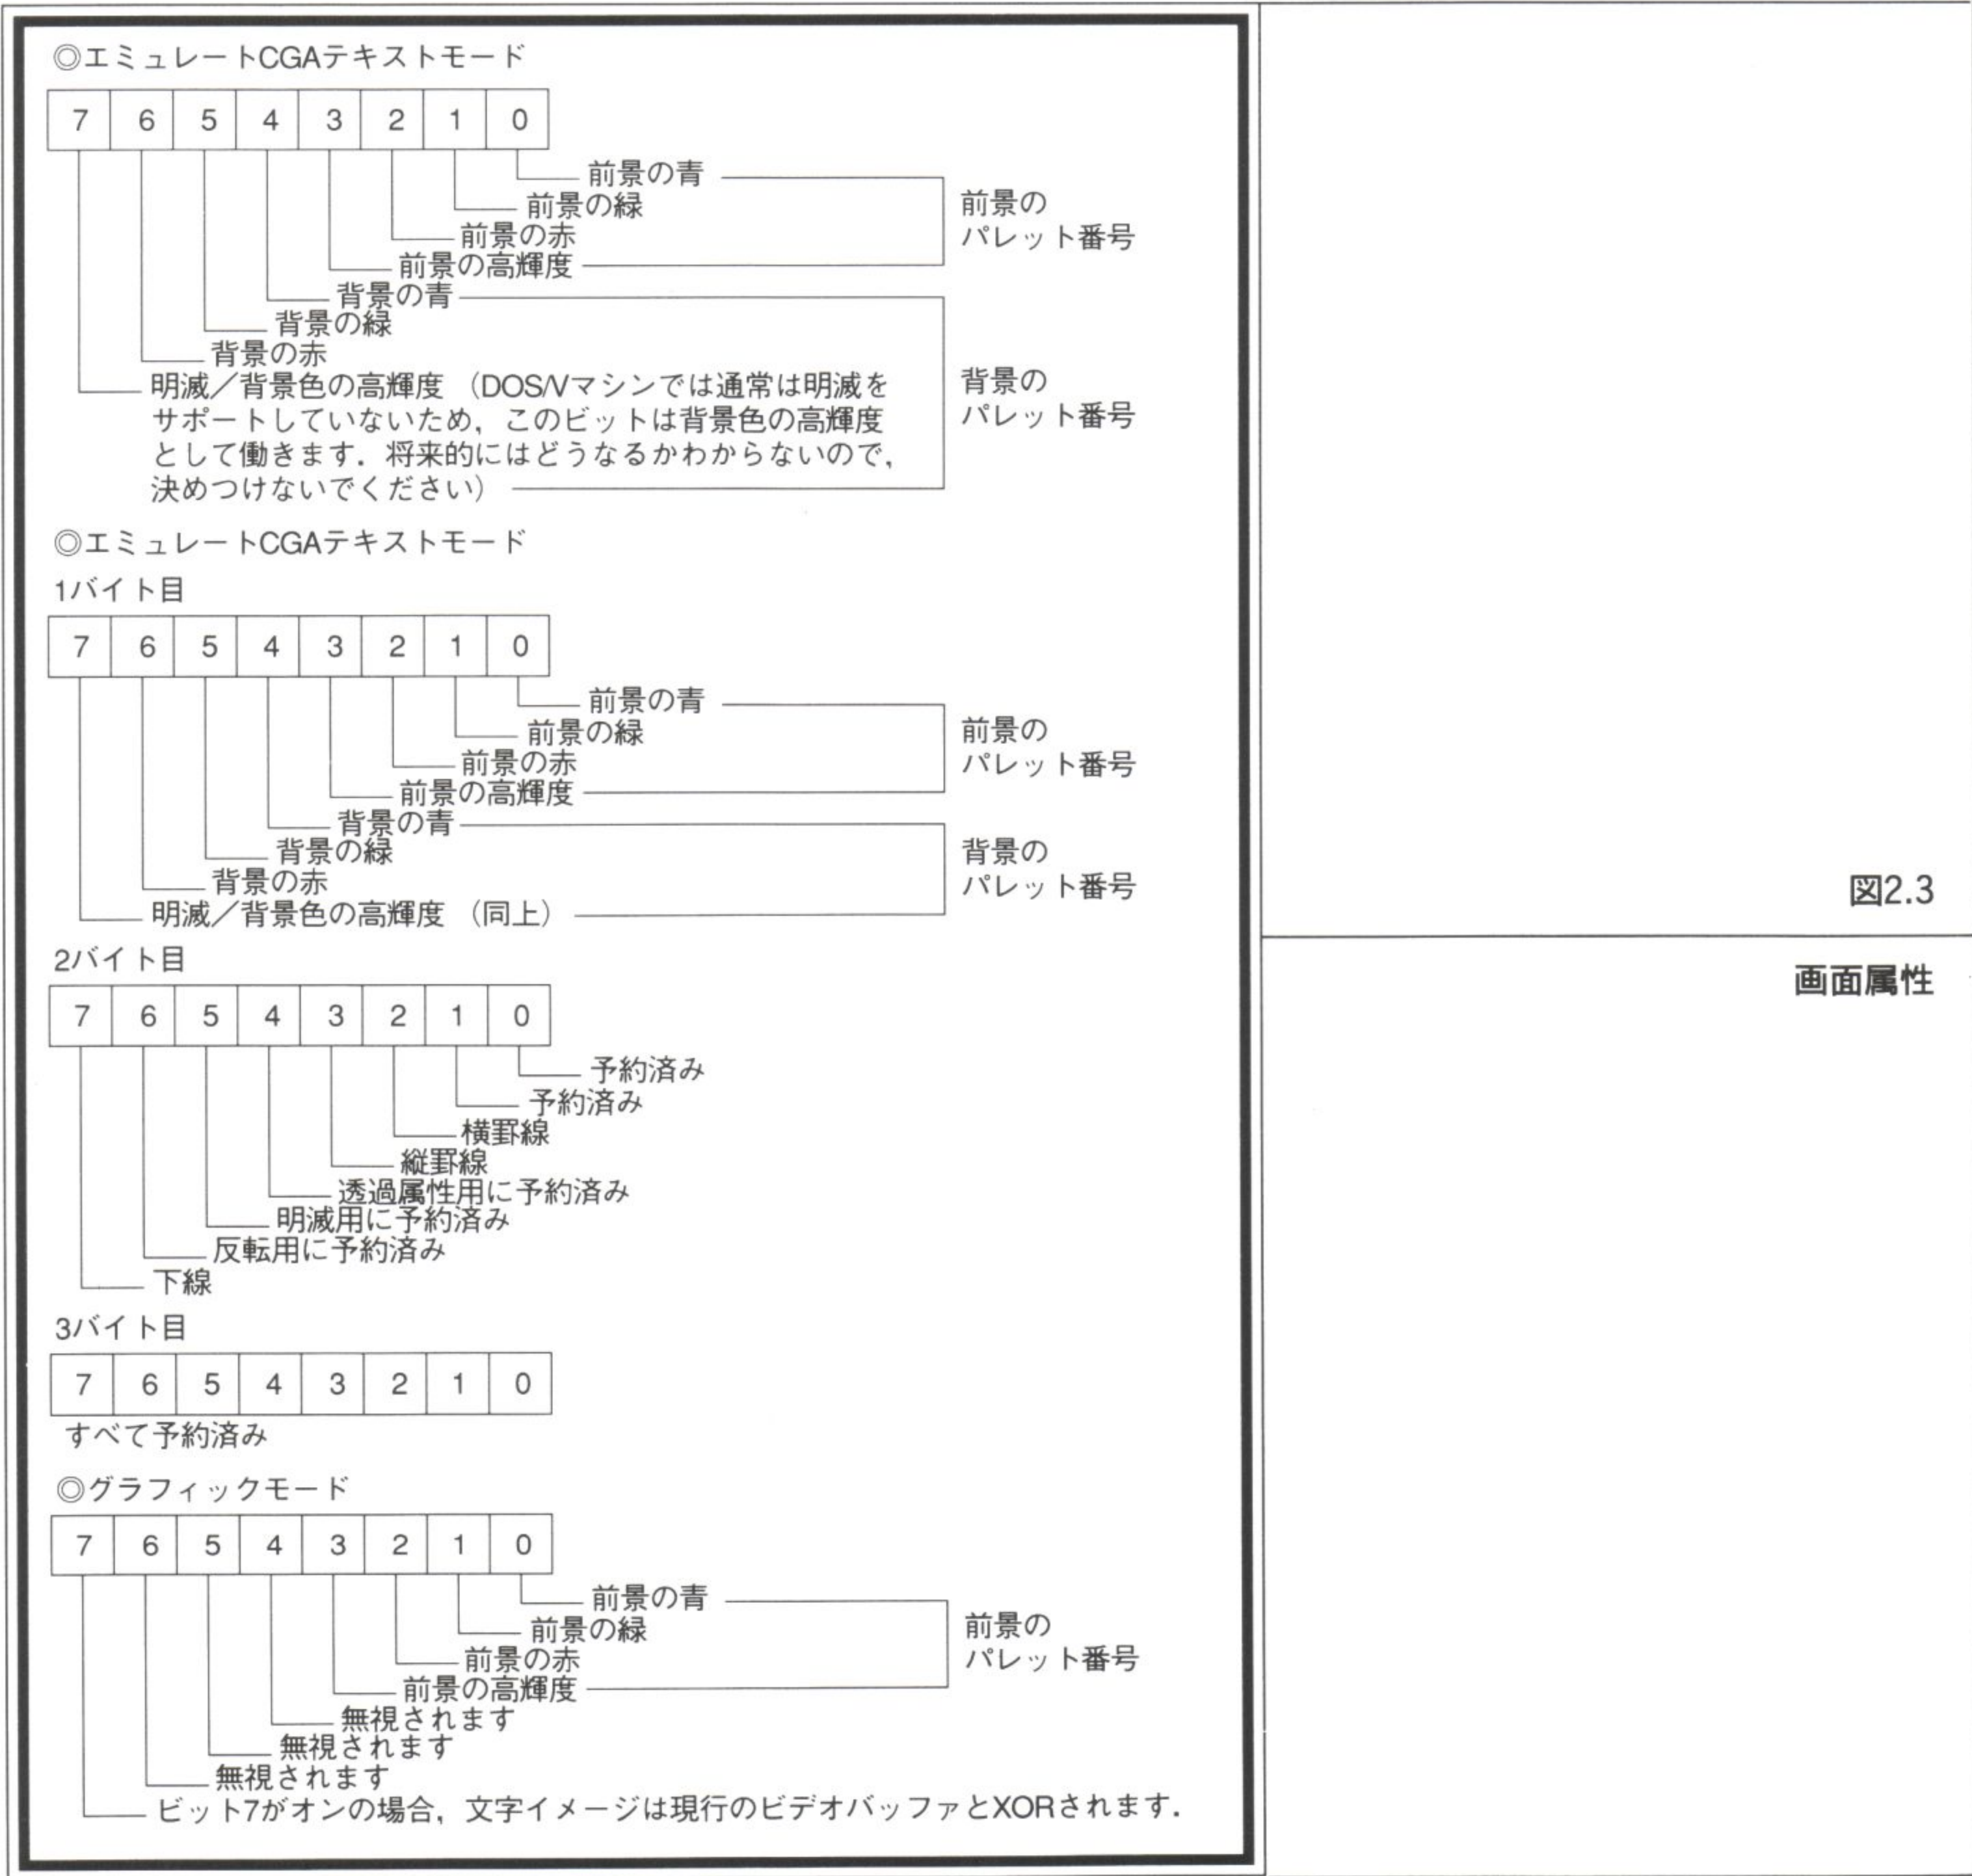 ◎エミュレートCGAテキストモード
7 6 5 4 3 2 1 0
前景の青
前景の緑
前景の赤
前景の高輝度
前景の
パレット番号
背景の青
背景の緑
背景の赤
明滅／背景色の高輝度 （DOS/Vマシンでは通常は明滅を
サポートしていないため，このビットは背景色の高輝度
として働きます．将来的にはどうなるかわからないので，
決めつけないでください）
背景の
パレット番号
◎エミュレートCGAテキストモード
1バイト目
7 6 5 4 3 2 1 0
前景の青
前景の緑
前景の赤
前景の高輝度
前景の
パレット番号
背景の青
背景の緑
背景の赤
明滅／背景色の高輝度 （同上）
背景の
パレット番号
2バイト目
7 6 5 4 3 2 1 0
予約済み
予約済み
横罫線
縦罫線
透過属性用に予約済み
明滅用に予約済み
反転用に予約済み
下線
3バイト目
7 6 5 4 3 2 1 0
すべて予約済み
◎グラフィックモード
7 6 5 4 3 2 1 0
前景の青
前景の緑
前景の赤
前景の高輝度
前景の
パレット番号
無視されます
無視されます
無視されます
ビット7がオンの場合，文字イメージは現行のビデオバッファとXORされます．
図2.3
画面属性